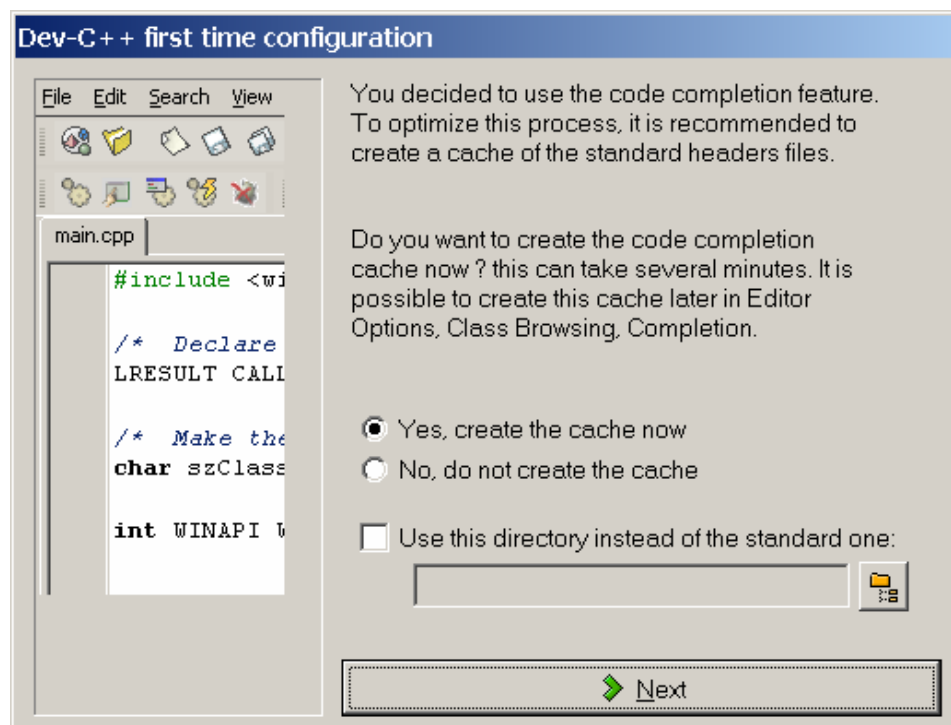 Dev-C++ first time configuration
File Edit Search View
main.cpp
#include <wi
/* Declare
LRESULT CALL
/* Make the
char szClass
int WINAPI W
You decided to use the code completion feature.
To optimize this process, it is recommended to
create a cache of the standard headers files.
Do you want to create the code completion
cache now ? this can take several minutes. It is
possible to create this cache later in Editor
Options, Class Browsing, Completion.
Yes, create the cache now
No, do not create the cache
Use this directory instead of the standard one:
Next